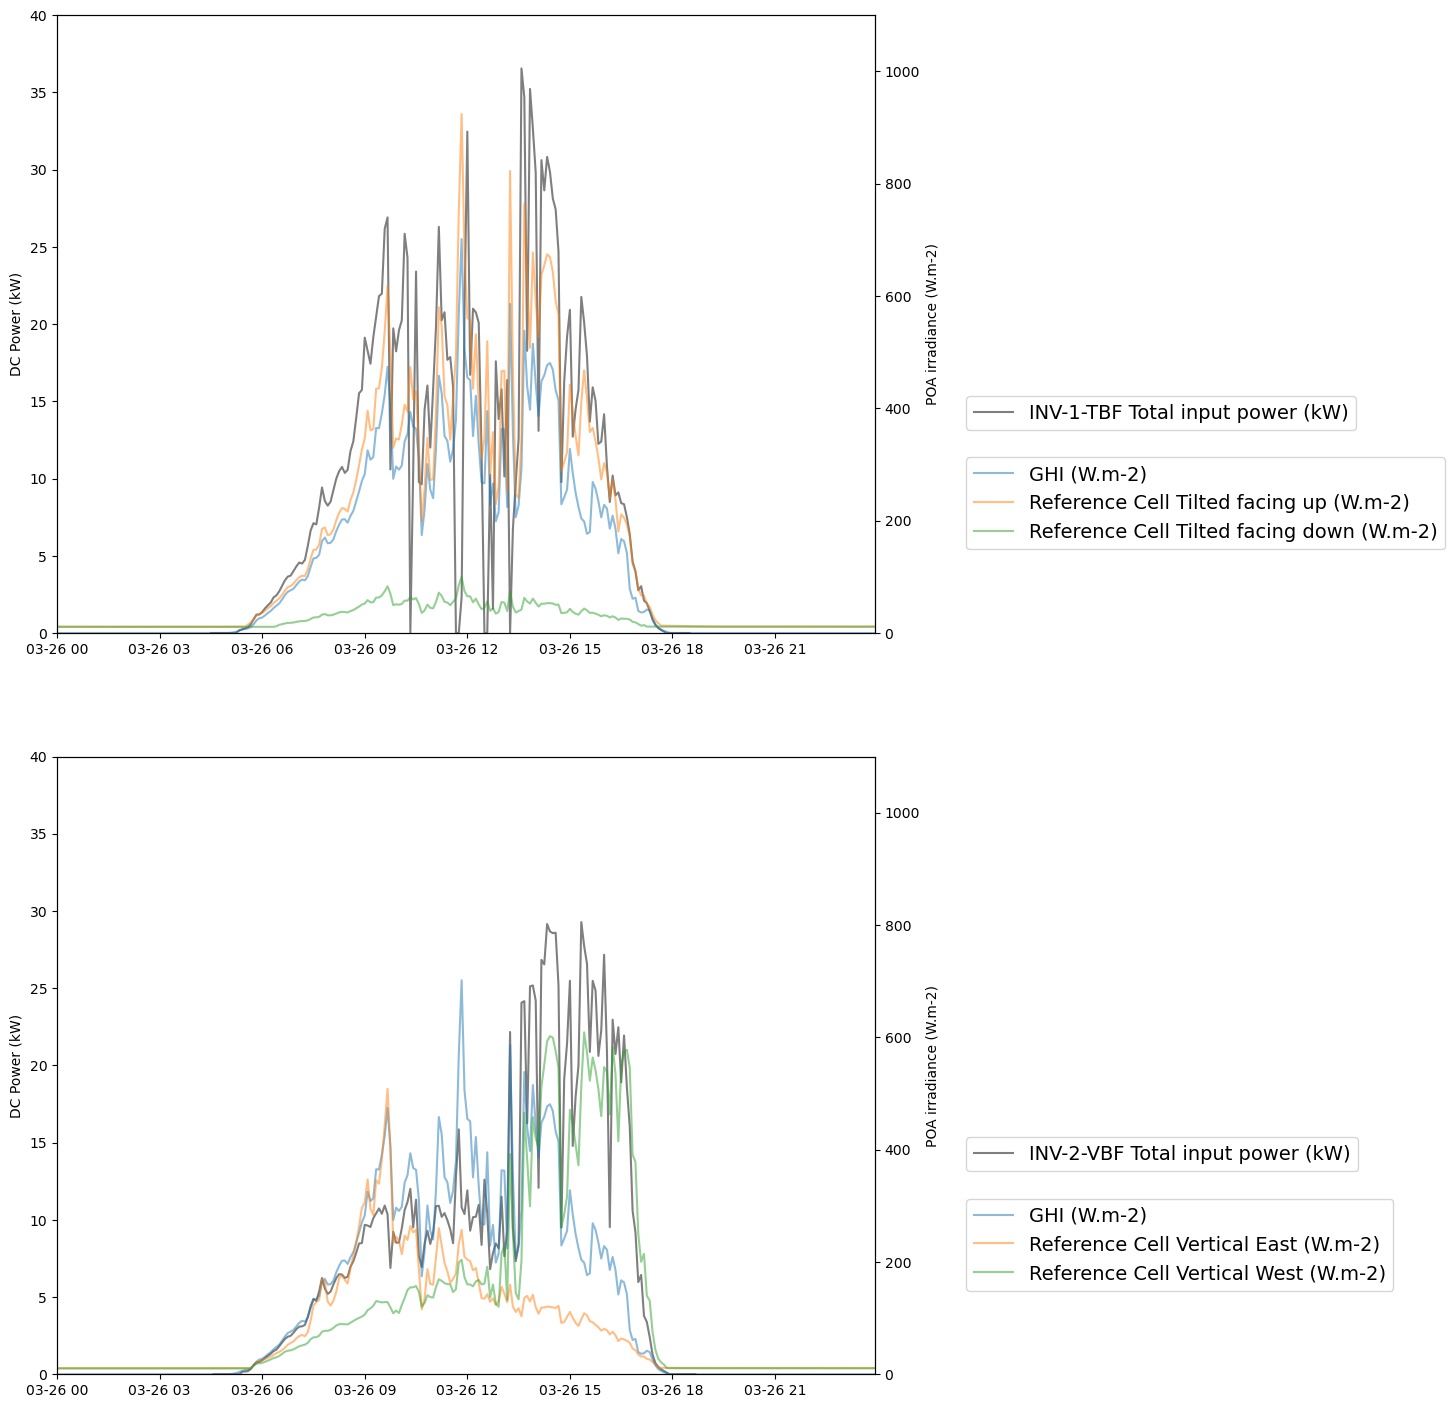 40
35
30
25
20
15
10
5
0
DC Power (kW)
1000
800
600
400
200
0
POA irradiance (W.m-2)
03-26 00 03-26 03 03-26 06 03-26 09 03-26 12 03-26 15 03-26 18 03-26 21
INV-1-TBF Total input power (kW)
GHI (W.m-2)
Reference Cell Tilted facing up (W.m-2)
Reference Cell Tilted facing down (W.m-2)
40
35
30
25
20
15
10
5
0
DC Power (kW)
1000
800
600
400
200
0
POA irradiance (W.m-2)
03-26 00 03-26 03 03-26 06 03-26 09 03-26 12 03-26 15 03-26 18 03-26 21
INV-2-VBF Total input power (kW)
GHI (W.m-2)
Reference Cell Vertical East (W.m-2)
Reference Cell Vertical West (W.m-2)